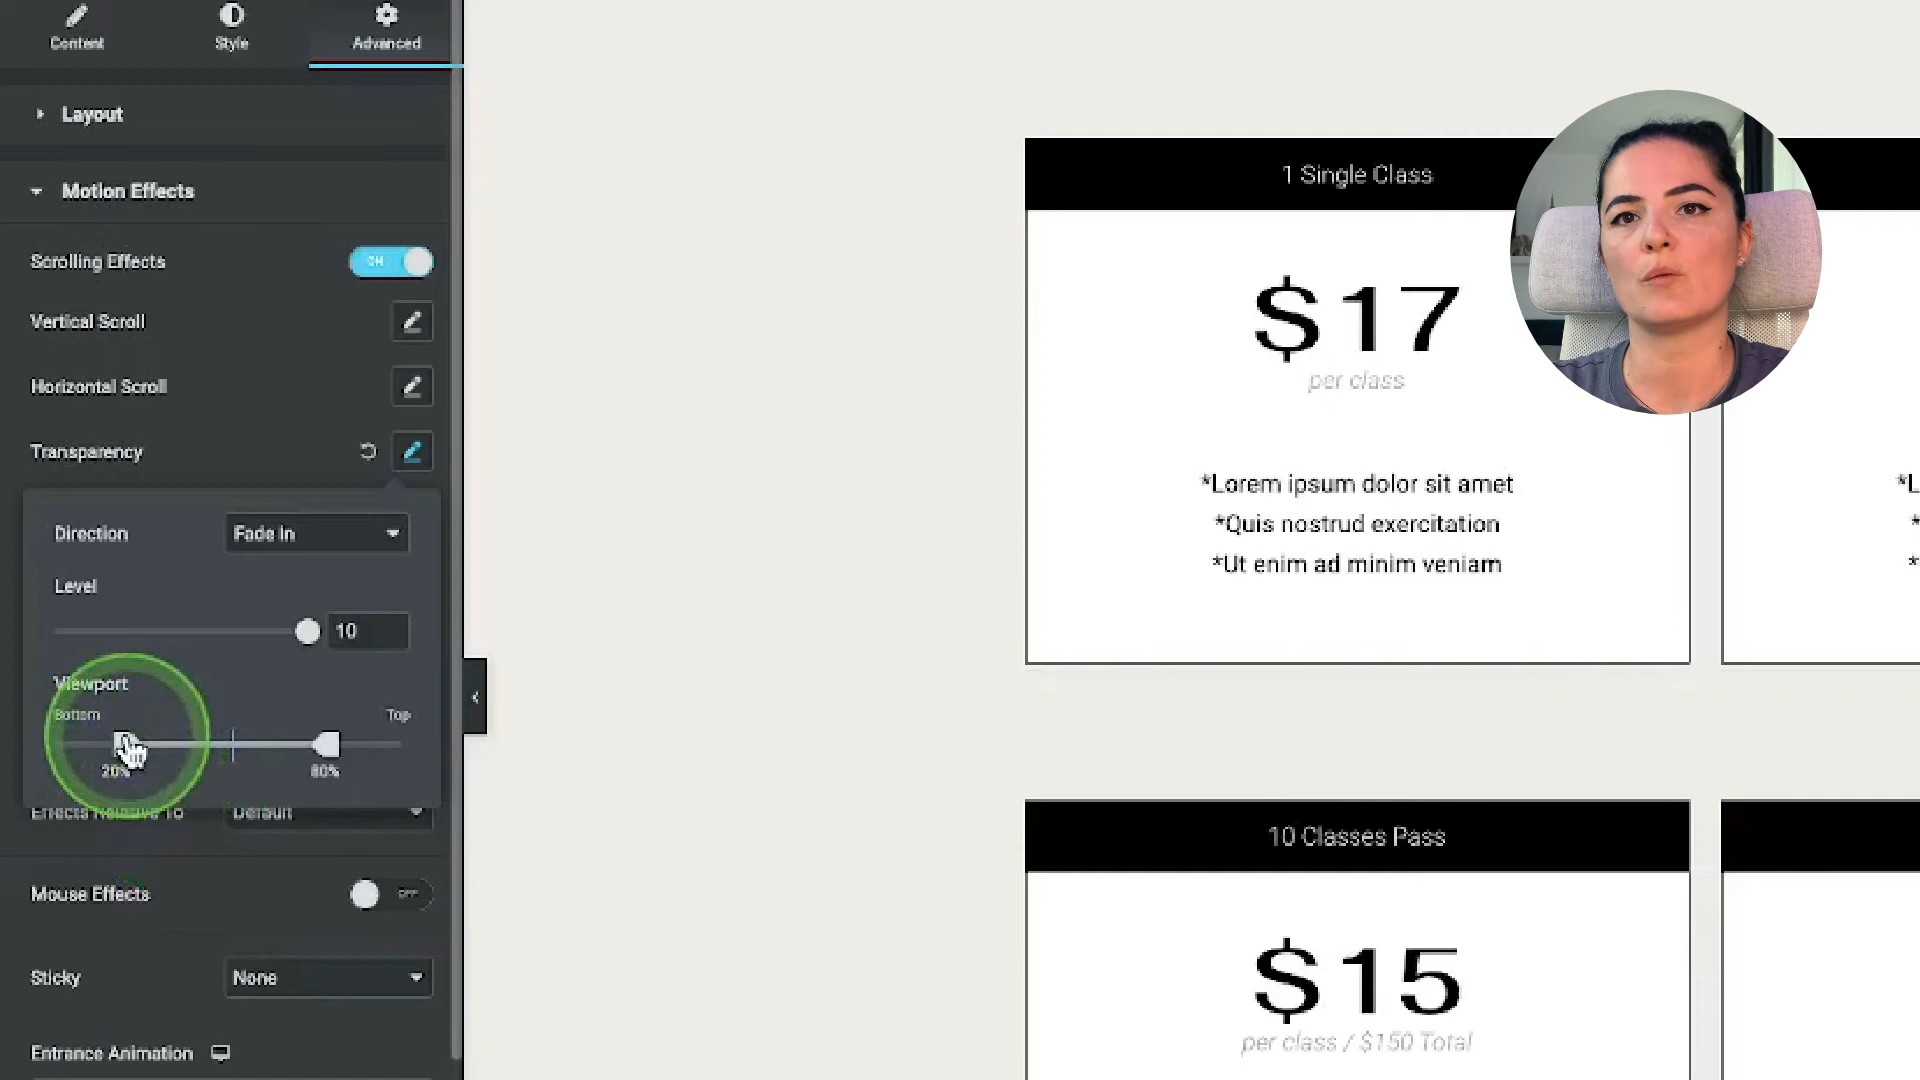 Content
Style
Advanced
Layout
Motion Effects
Scrolling Effects
ON
Vertical Scroll
Horizontal Scroll
Transparency
Direction
Fade In
Level
10
Viewport
Bottom
Top
20%
80%
Effects Relative To
Default
Mouse Effects
OFF
Sticky
None
Entrance Animation
1 Single Class
$17
per class
*Lorem ipsum dolor sit amet
*Quis nostrud exercitation
*Ut enim ad minim veniam
*L
*
*
10 Classes Pass
$15
per class / $150 Total